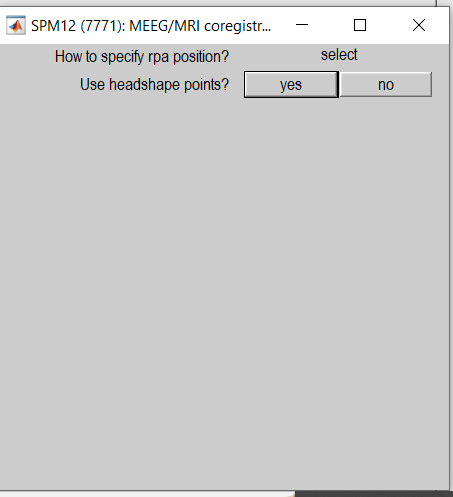 SPM12 (7771): MEEG/MRI coregistr...
How to specify rpa position? select
Use headshape points? yes no